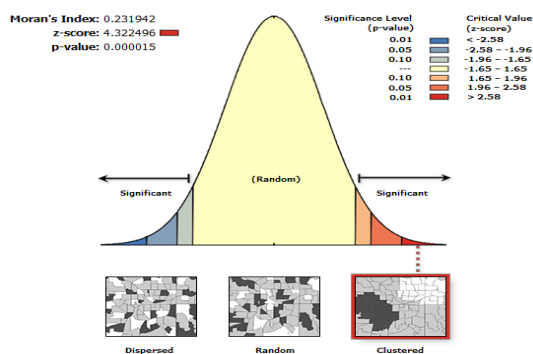 Moran's Index: 0.231942
z-score: 4.322496
p-value: 0.000015
Significance Level
(p-value)
Critical Value
(z-score)
0.01 < -2.58
0.05 -2.58 – -1.96
0.10 -1.96 – -1.65
--- -1.65 – 1.65
0.10 1.65 – 1.96
0.05 1.96 – 2.58
0.01 > 2.58
Significant
(Random)
Significant
Dispersed
Random
Clustered